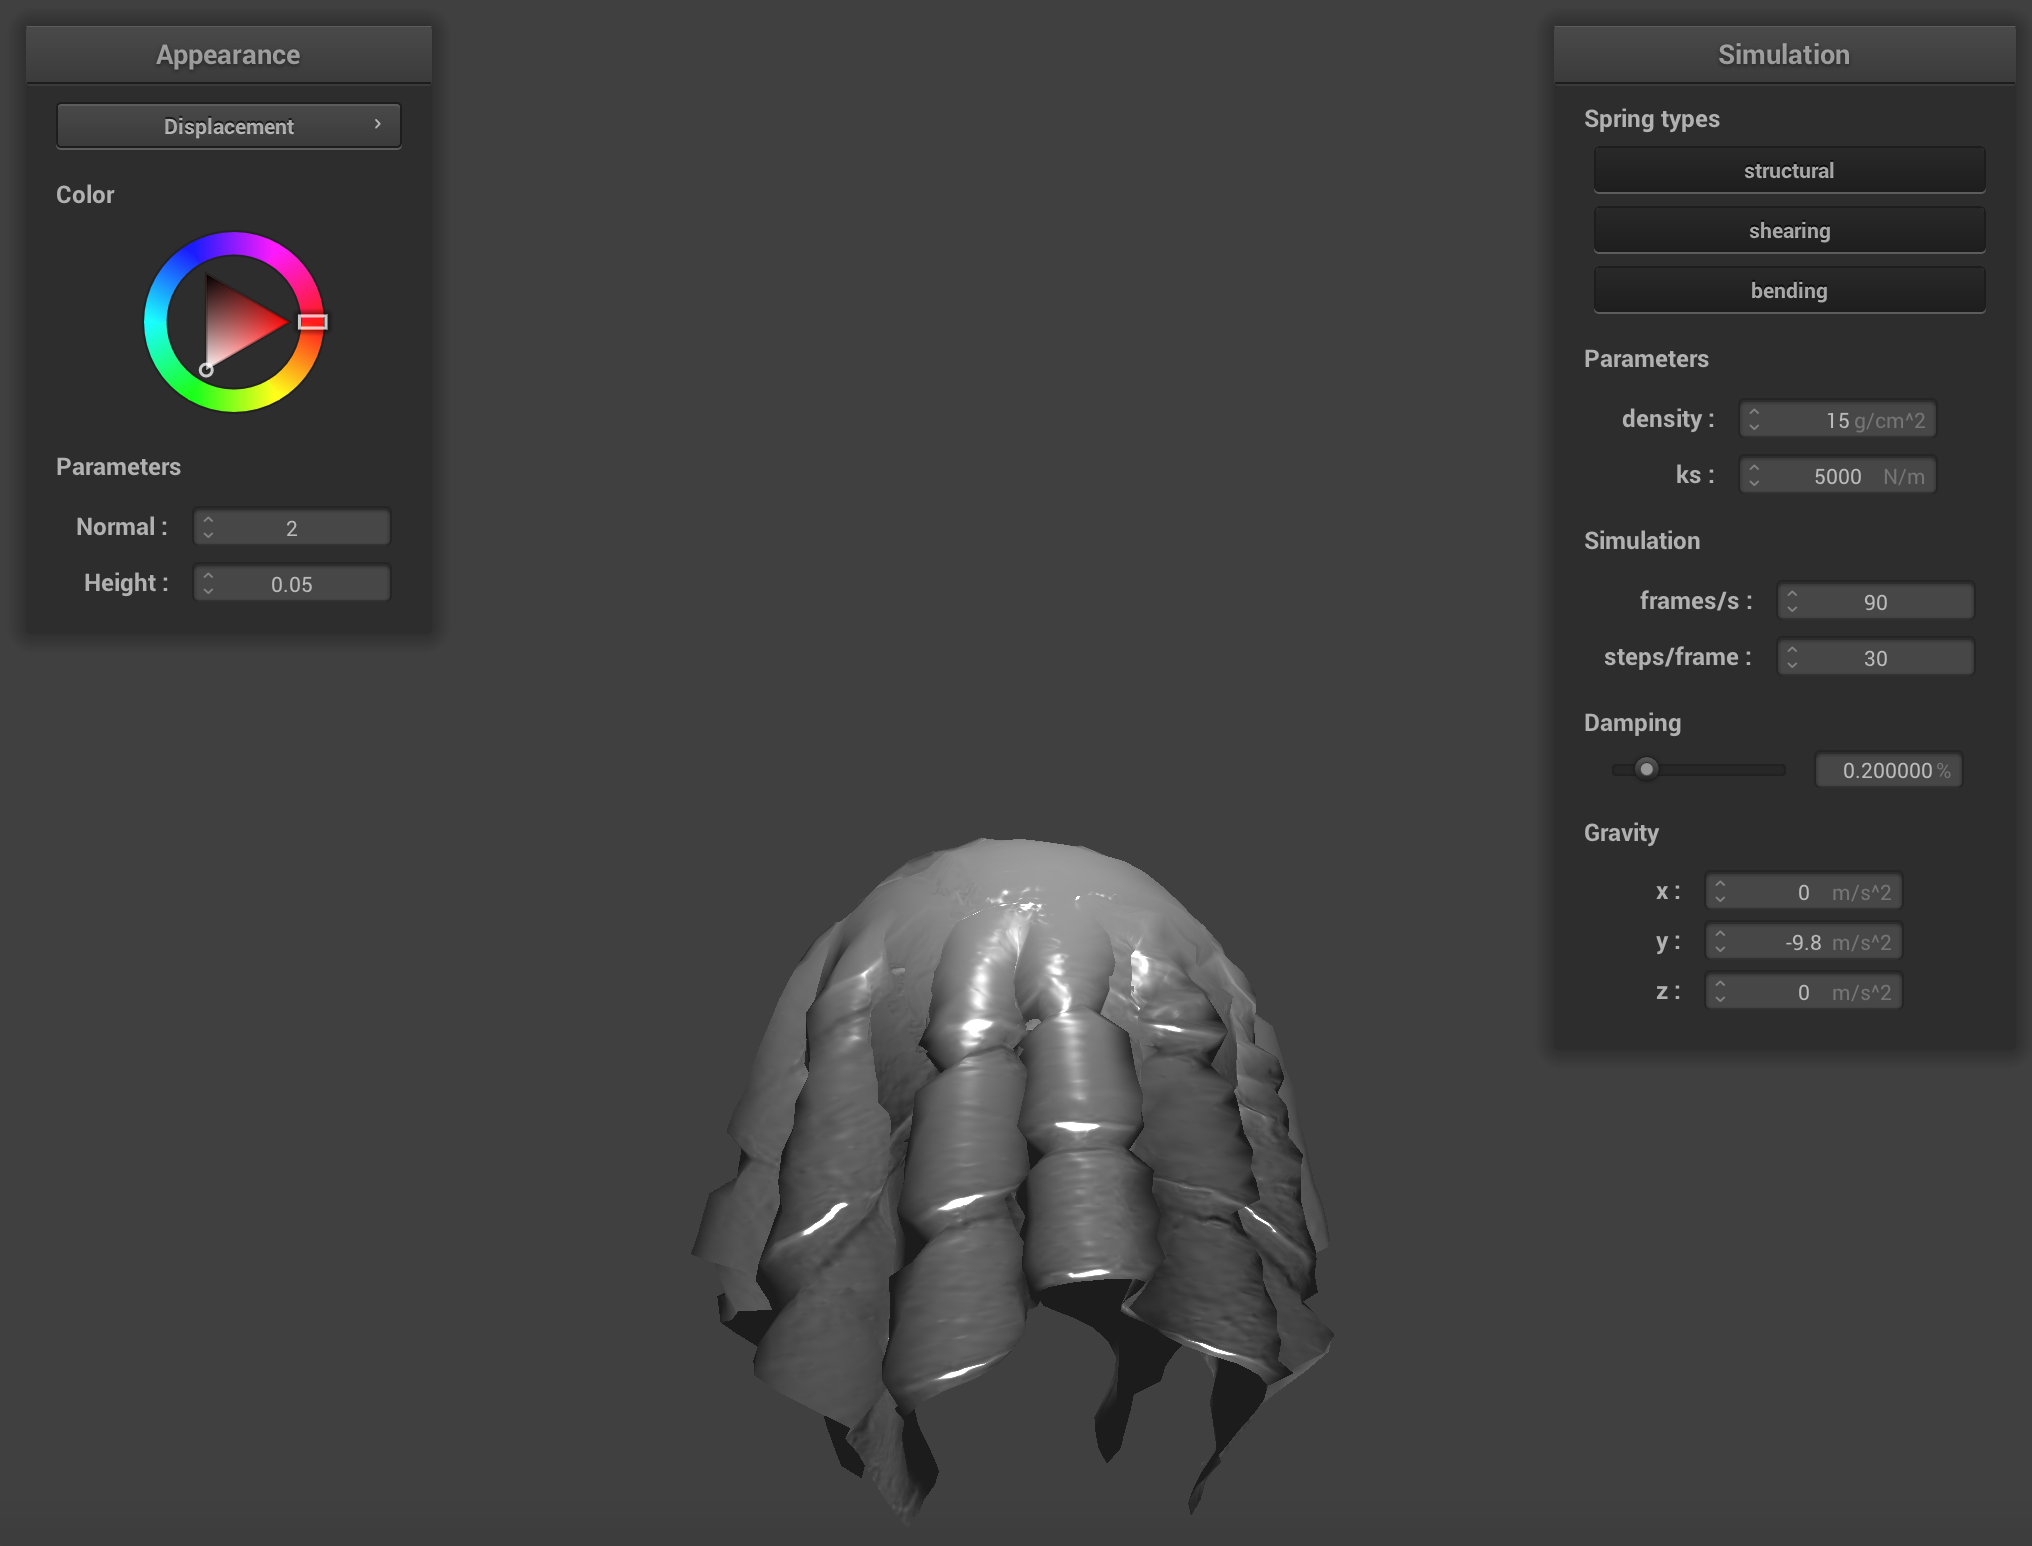 Appearance
Displacement
Color
Parameters
Normal : 2
Height : 0.05
Simulation
Spring types
structural
shearing
bending
Parameters
density : 15 g/cm^2
ks : 5000 N/m
Simulation
frames/s : 90
steps/frame : 30
Damping
0.200000 %
Gravity
x : 0 m/s^2
y : -9.8 m/s^2
z : 0 m/s^2